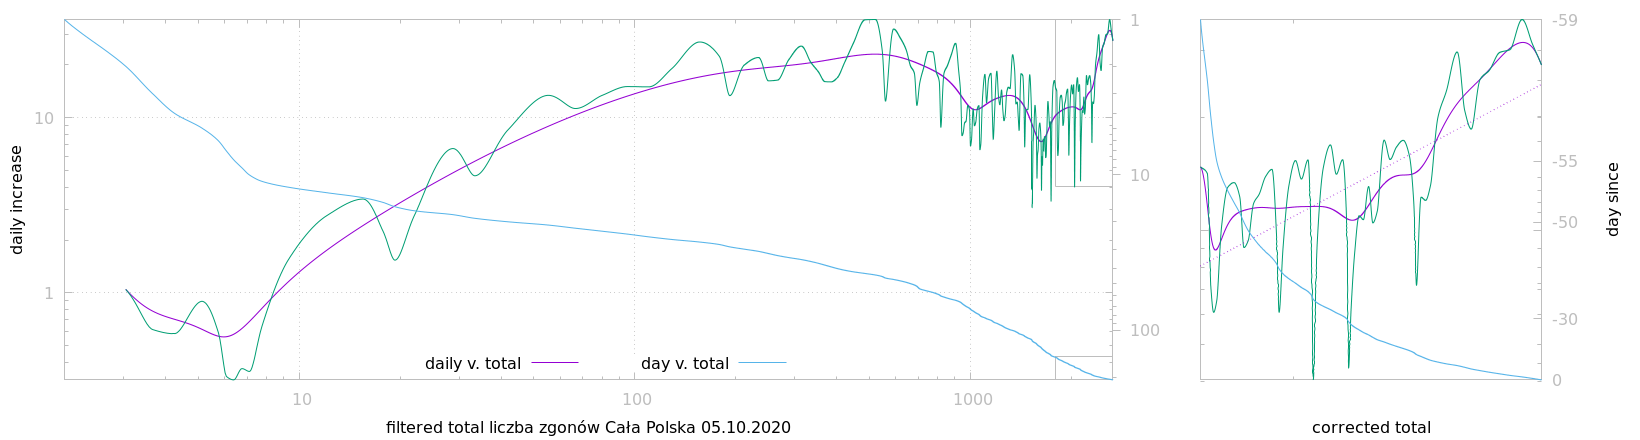 daily increase
10
1
daily v. total
day v. total
10
100
1000
filtered total liczba zgonów Cała Polska 05.10.2020
1
10
100
corrected total
-59
-55
-50
-30
0
day since